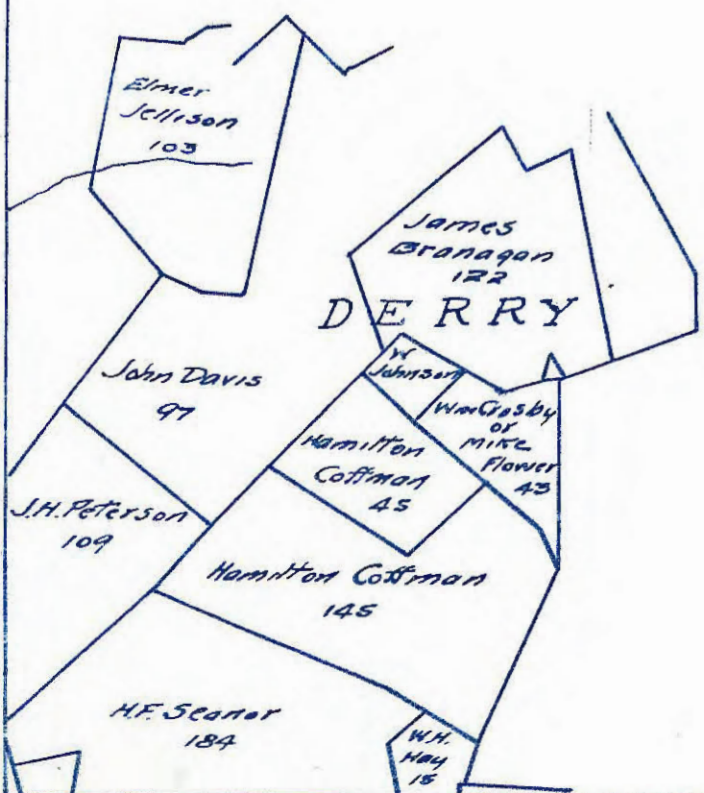 Elmer
Jellison
103
James
Branagan
122
DERRY
John Davis
97
W
Johnson
Wm Crosby
or
Mike
Flower
43
Hamilton
Coffman
45
J.H. Peterson
109
Hamilton Coffman
145
H.F. Seanor
184
W.H.
Hay
15